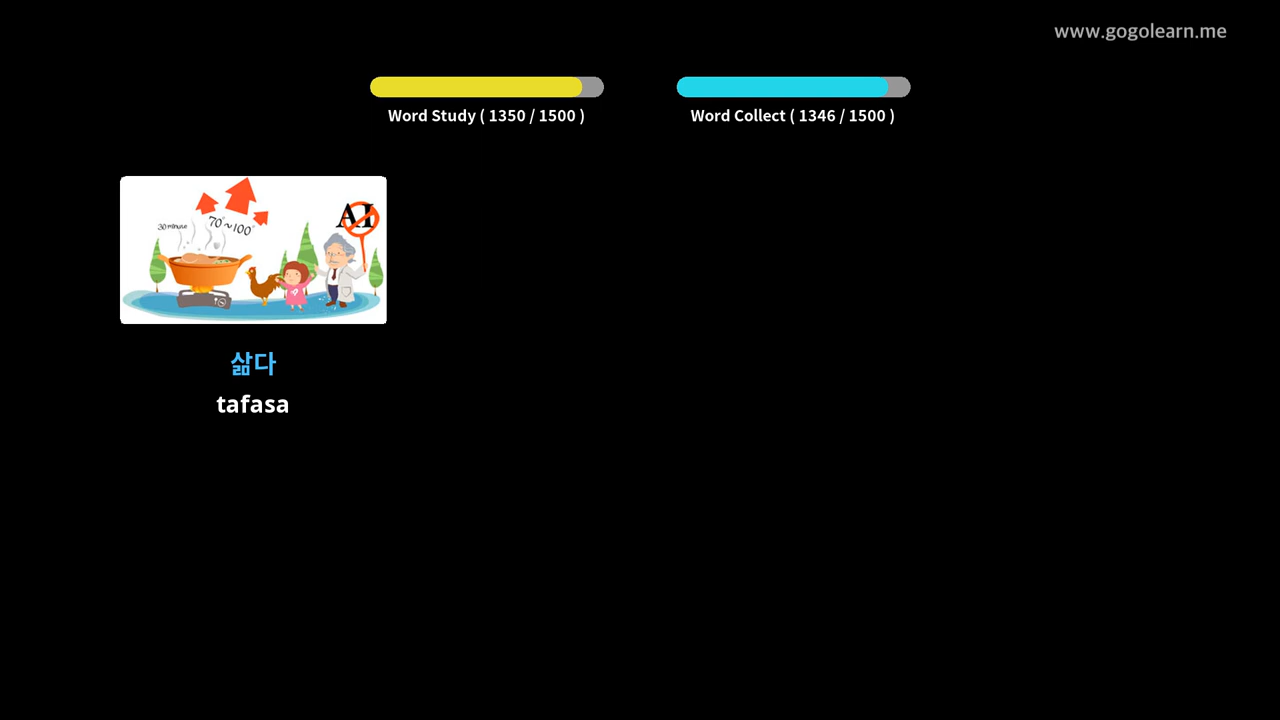 www.gogolearn.me
Word Study ( 1350 / 1500 )
Word Collect ( 1346 / 1500 )
30 minute
70°~100°
AI
삶다
tafasa